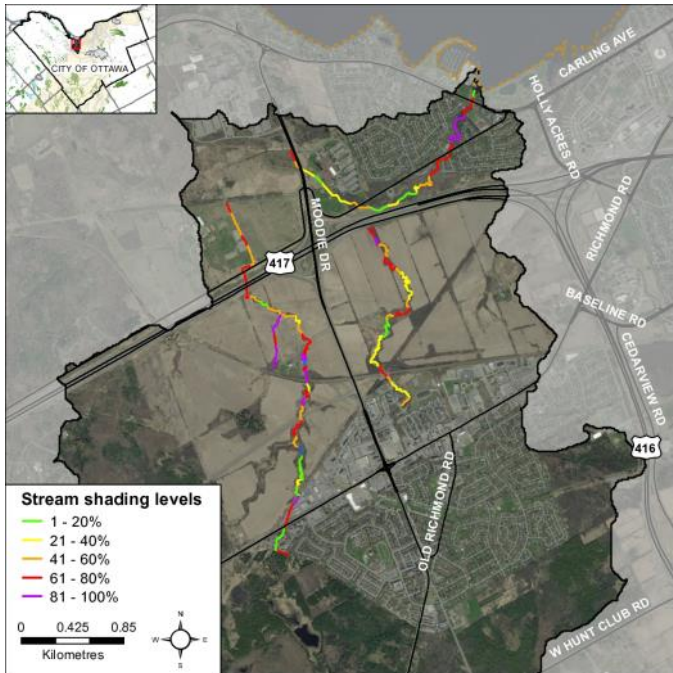 CITY OF OTTAWA
CARLING AVE
HOLLY ACRES RD
RICHMOND RD
MOODIE DR
417
BASELINE RD
CEDARVIEW RD
416
OLD RICHMOND RD
W HUNT CLUB RD
Stream shading levels
1 - 20%
21 - 40%
41 - 60%
61 - 80%
81 - 100%
0 0.425 0.85
Kilometres
N
W E
S